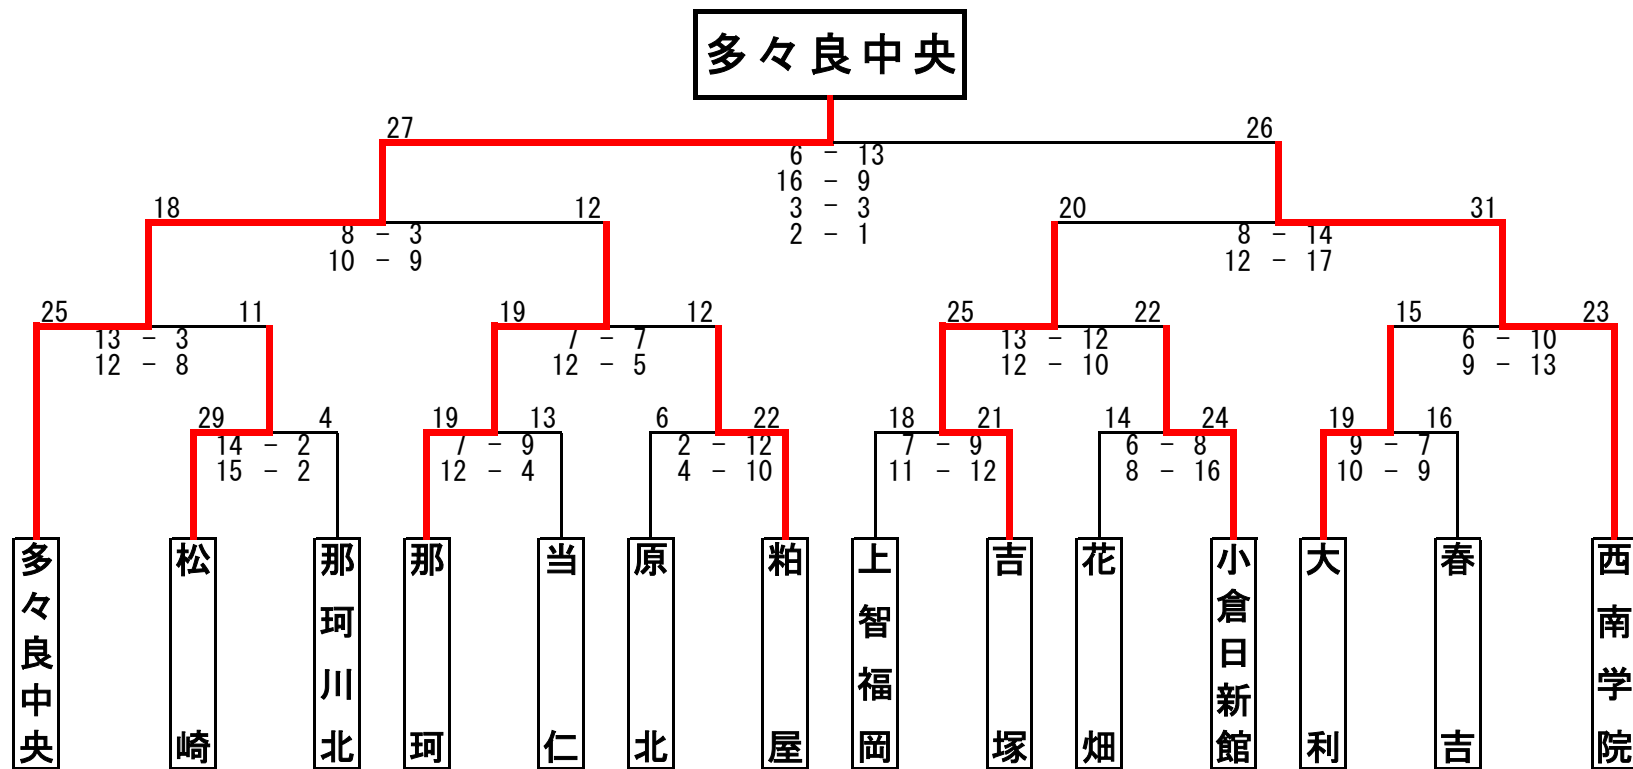 多々良中央
27 26
6 － 13
16 － 9
3 － 3
2 － 1
18 12 20 31
8 － 3 8 － 14
10 － 9 12 － 17
25 11 19 12 25 22 15 23
13 － 3 7 － 7 13 － 12 6 － 10
12 － 8 12 － 5 12 － 10 9 － 13
29 4 19 13 6 22 18 21 14 24 19 16
14 － 2 7 － 9 2 － 12 7 － 9 6 － 8 9 － 7
15 － 2 12 － 4 4 － 10 11 － 12 8 － 16 10 － 9
多々良中央
松崎
那珂川北
那珂
当仁
原北
粕屋
上智福岡
吉塚
花畑
小倉日新館
大利
春吉
西南学院